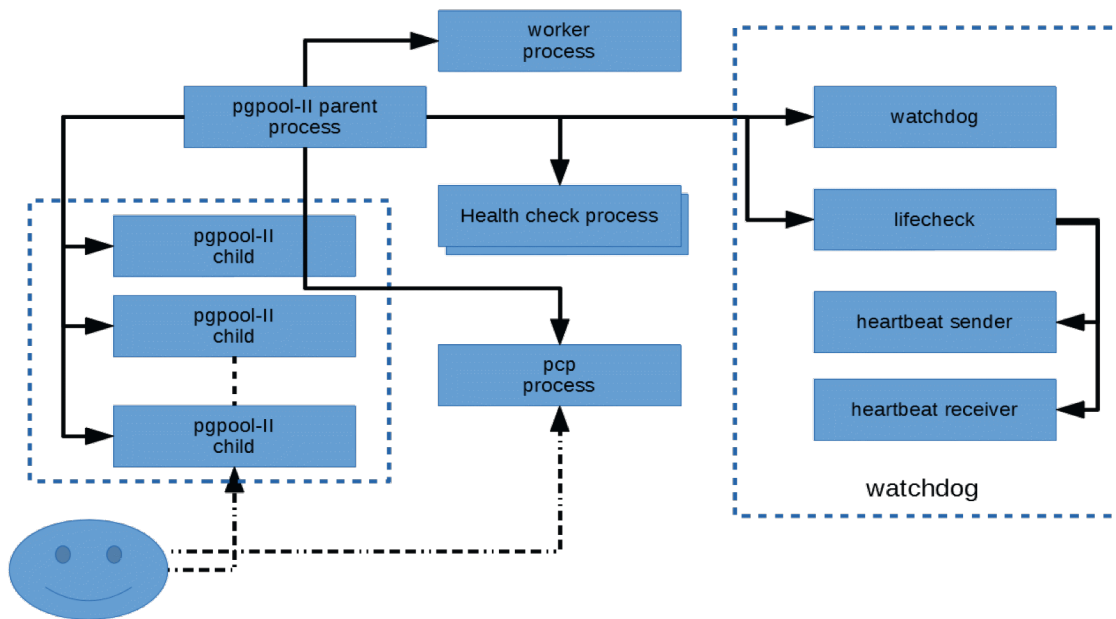 worker
process
pgpool-II parent
process
watchdog
Health check process
lifecheck
pgpool-II
child
pgpool-II
child
heartbeat sender
pcp
process
heartbeat receiver
pgpool-II
child
watchdog